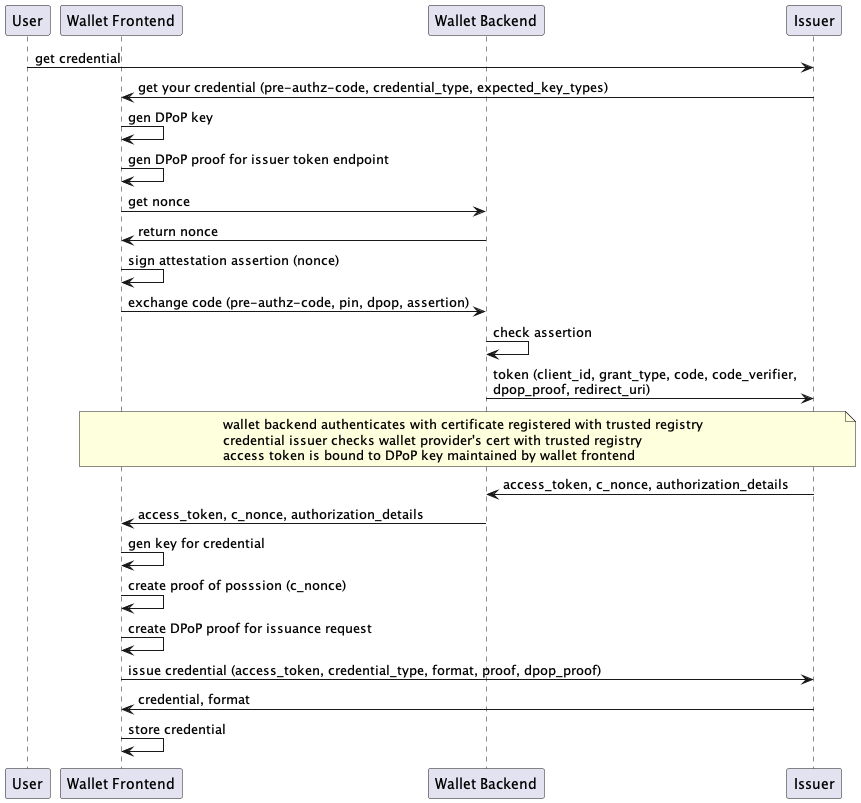 User
Wallet Frontend
Wallet Backend
Issuer
get credential
get your credential (pre-authz-code, credential_type, expected_key_types)
gen DPoP key
gen DPoP proof for issuer token endpoint
get nonce
return nonce
sign attestation assertion (nonce)
exchange code (pre-authz-code, pin, dpop, assertion)
check assertion
token (client_id, grant_type, code, code_verifier,
dpop_proof, redirect_uri)
wallet backend authenticates with certificate registered with trusted registry
credential issuer checks wallet provider's cert with trusted registry
access token is bound to DPoP key maintained by wallet frontend
access_token, c_nonce, authorization_details
access_token, c_nonce, authorization_details
gen key for credential
create proof of posssion (c_nonce)
create DPoP proof for issuance request
issue credential (access_token, credential_type, format, proof, dpop_proof)
credential, format
store credential
User
Wallet Frontend
Wallet Backend
Issuer